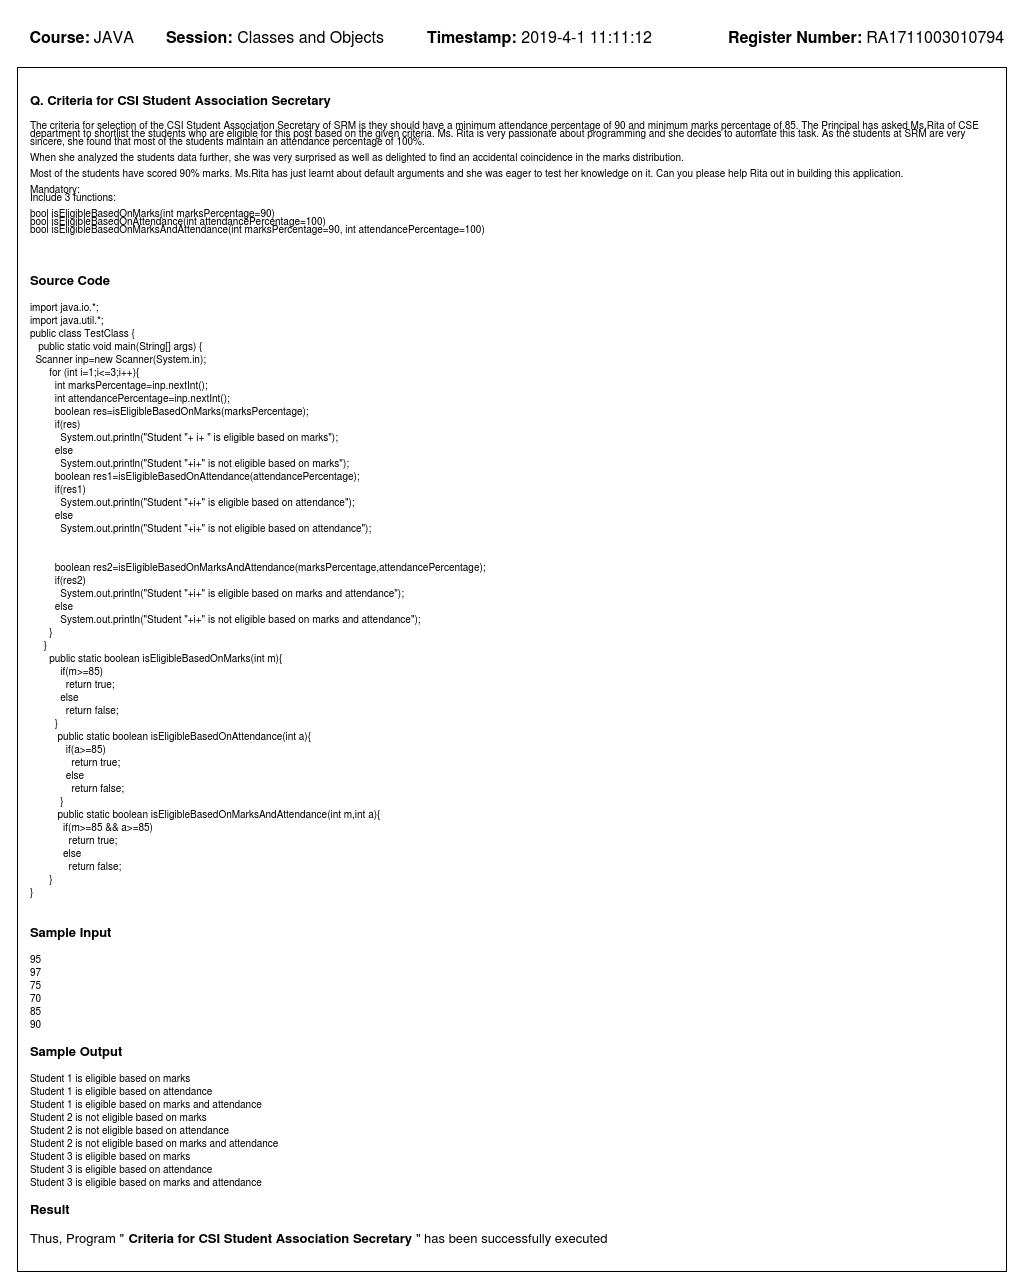 Course: JAVA Session: Classes and Objects Timestamp: 2019-4-1 11:11:12 Register Number: RA1711003010794
Q. Criteria for CSI Student Association Secretary
The criteria for selection of the CSI Student Association Secretary of SRM is they should have a minimum attendance percentage of 90 and minimum marks percentage of 85. The Principal has asked Ms.Rita of CSE
department to shortlist the students who are eligible for this post based on the given criteria. Ms. Rita is very passionate about programming and she decides to automate this task. As the students at SRM are very
sincere, she found that most of the students maintain an attendance percentage of 100%.
When she analyzed the students data further, she was very surprised as well as delighted to find an accidental coincidence in the marks distribution.
Most of the students have scored 90% marks. Ms.Rita has just learnt about default arguments and she was eager to test her knowledge on it. Can you please help Rita out in building this application.
Mandatory:
Include 3 functions:
bool isEligibleBasedOnMarks(int marksPercentage=90)
bool isEligibleBasedOnAttendance(int attendancePercentage=100)
bool isEligibleBasedOnMarksAndAttendance(int marksPercentage=90, int attendancePercentage=100)
Source Code
import java.io.*;
import java.util.*;
public class TestClass {
public static void main(String[] args) {
Scanner inp=new Scanner(System.in);
for (int i=1;i<=3;i++){
int marksPercentage=inp.nextInt();
int attendancePercentage=inp.nextInt();
boolean res=isEligibleBasedOnMarks(marksPercentage);
if(res)
System.out.println("Student "+ i+ " is eligible based on marks");
else
System.out.println("Student "+i+" is not eligible based on marks");
boolean res1=isEligibleBasedOnAttendance(attendancePercentage);
if(res1)
System.out.println("Student "+i+" is eligible based on attendance");
else
System.out.println("Student "+i+" is not eligible based on attendance");
boolean res2=isEligibleBasedOnMarksAndAttendance(marksPercentage,attendancePercentage);
if(res2)
System.out.println("Student "+i+" is eligible based on marks and attendance");
else
System.out.println("Student "+i+" is not eligible based on marks and attendance");
}
}
public static boolean isEligibleBasedOnMarks(int m){
if(m>=85)
return true;
else
return false;
}
public static boolean isEligibleBasedOnAttendance(int a){
if(a>=85)
return true;
else
return false;
}
public static boolean isEligibleBasedOnMarksAndAttendance(int m,int a){
if(m>=85 && a>=85)
return true;
else
return false;
}
}
Sample Input
95
97
75
70
85
90
Sample Output
Student 1 is eligible based on marks
Student 1 is eligible based on attendance
Student 1 is eligible based on marks and attendance
Student 2 is not eligible based on marks
Student 2 is not eligible based on attendance
Student 2 is not eligible based on marks and attendance
Student 3 is eligible based on marks
Student 3 is eligible based on attendance
Student 3 is eligible based on marks and attendance
Result
Thus, Program " Criteria for CSI Student Association Secretary " has been successfully executed